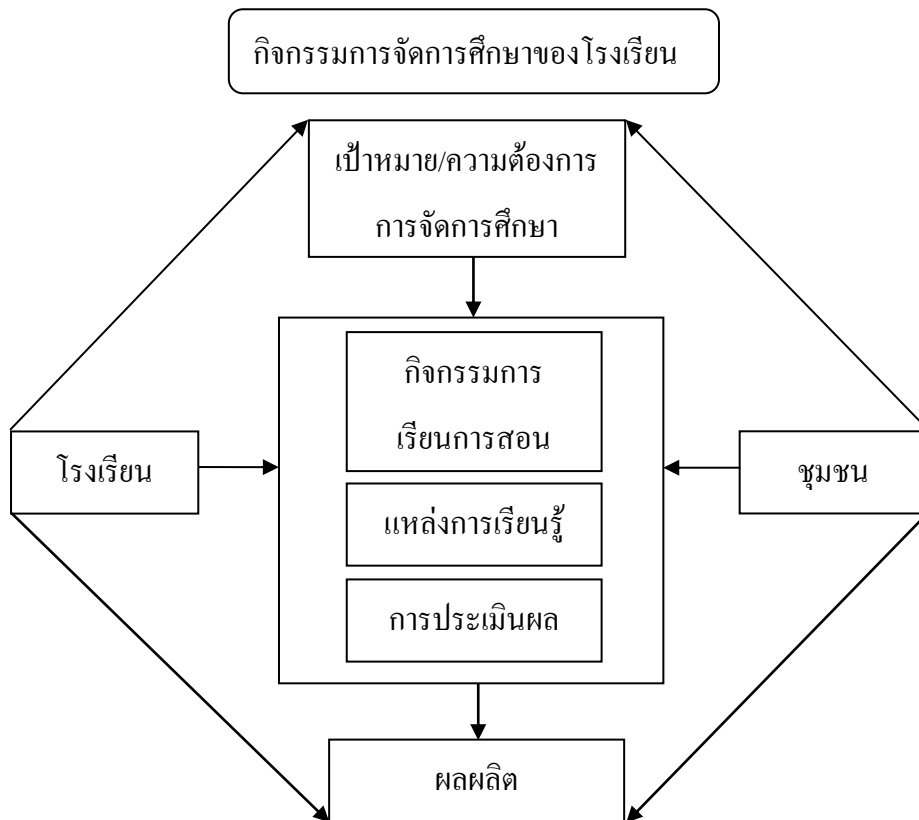 กิจกรรมการจัดการศึกษาของโรงเรียน
เป้าหมาย/ความต้องการ
การจัดการศึกษา
กิจกรรมการ
เรียนการสอน
โรงเรียน
ชุมชน
แหล่งการเรียนรู้
การประเมินผล
ผลผลิต